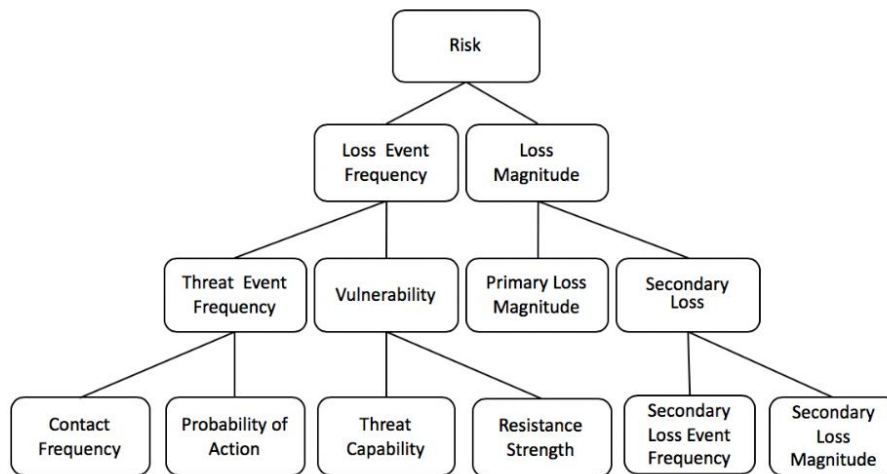 Risk
Loss Event
Frequency
Loss
Magnitude
Threat Event
Frequency
Vulnerability
Primary Loss
Magnitude
Secondary
Loss
Contact
Frequency
Probability of
Action
Threat
Capability
Resistance
Strength
Secondary
Loss Event
Frequency
Secondary
Loss
Magnitude